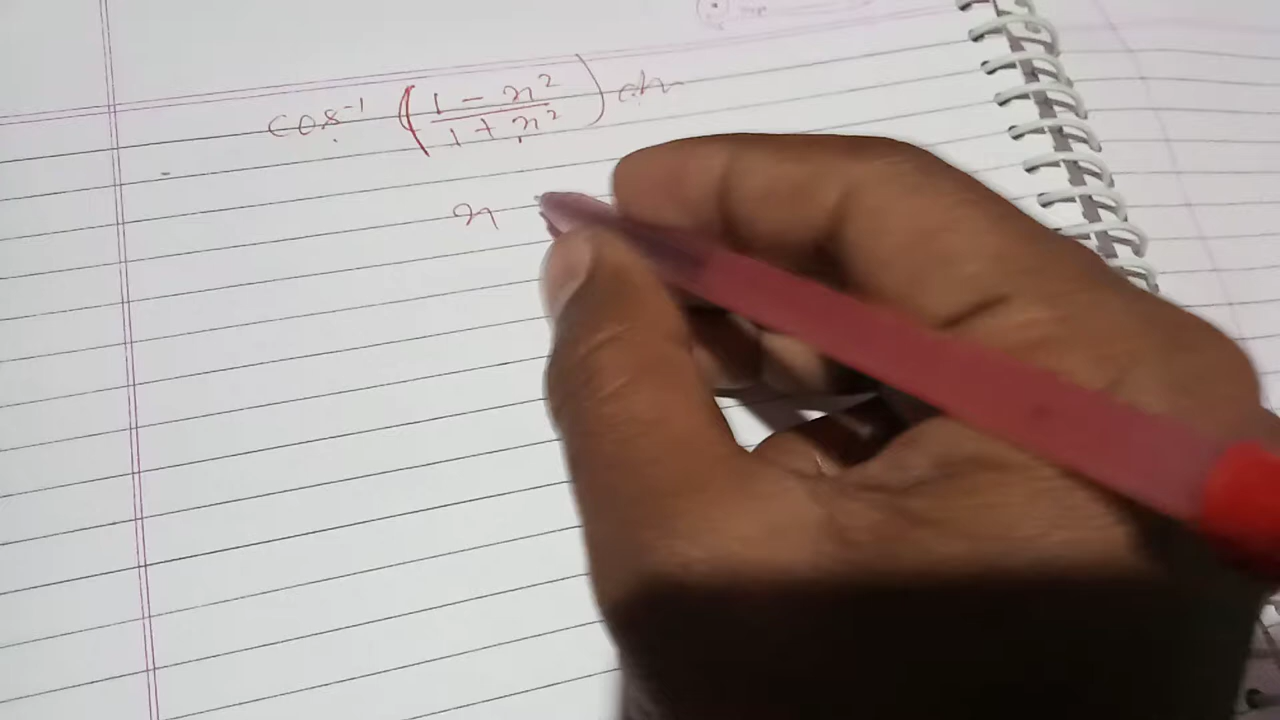 cos⁻¹ (1 - x² / 1 + x²) dx
x